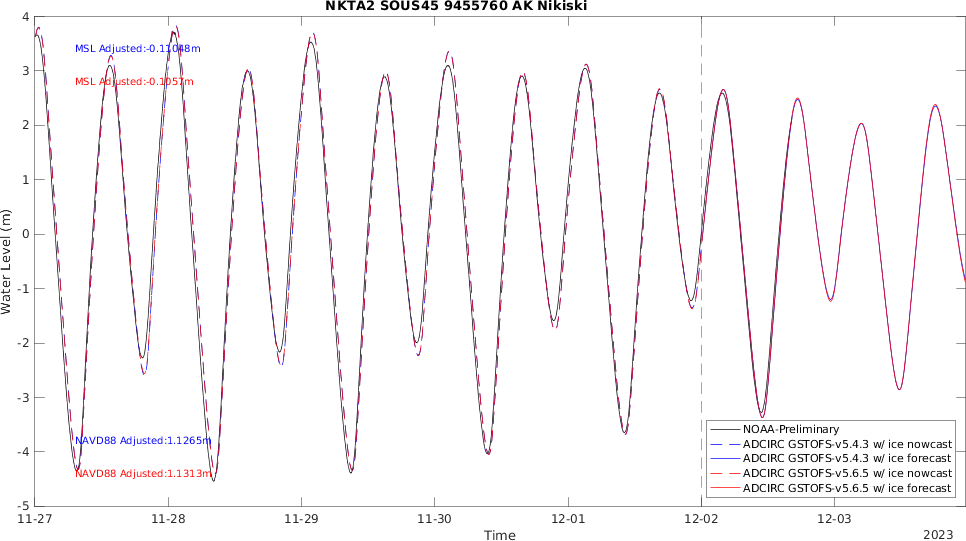 NKTA2 SOUS45 9455760 AK Nikiski
4
3
2
1
0
-1
-2
-3
-4
-5
Water Level (m)
MSL Adjusted:-0.11048m
MSL Adjusted:-0.1057m
NAVD88 Adjusted:1.1265m
NAVD88 Adjusted:1.1313m
NOAA-Preliminary
ADCIRC GSTOFS-v5.4.3 w/ ice nowcast
ADCIRC GSTOFS-v5.4.3 w/ ice forecast
ADCIRC GSTOFS-v5.6.5 w/ ice nowcast
ADCIRC GSTOFS-v5.6.5 w/ ice forecast
11-27 11-28 11-29 11-30 12-01 12-02 12-03
Time
2023